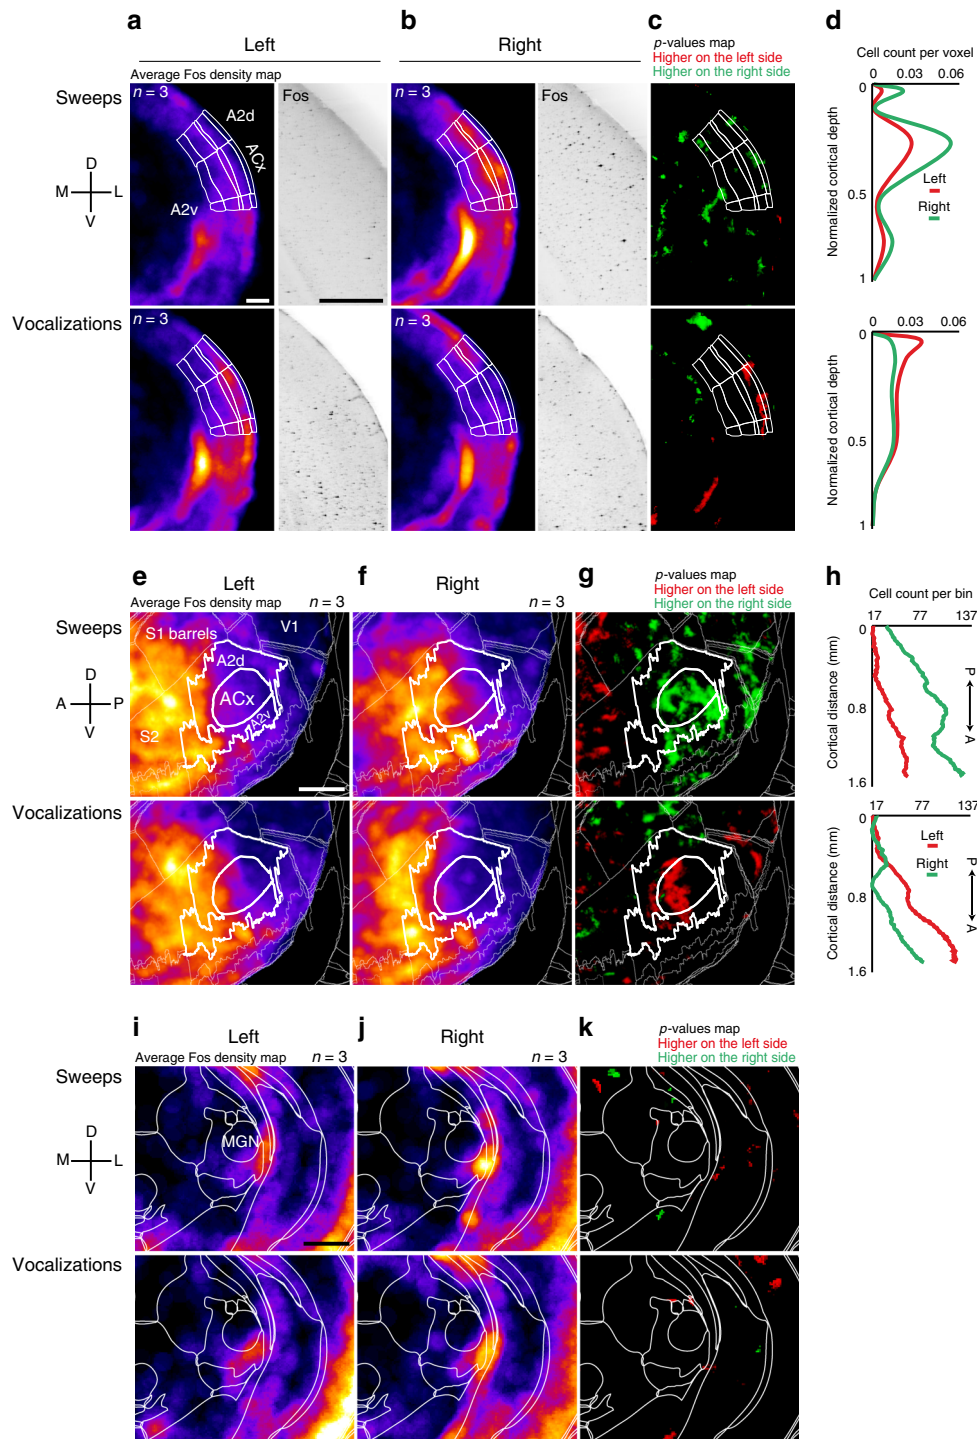 a b c d
Left Right
p-values map
Higher on the left side
Higher on the right side
Average Fos density map
Cell count per voxel
0 0.03 0.06
Sweeps
n = 3
Fos
n = 3
Fos
A2d
ACx
A2v
D
M L
V
0
0.5
1
Normalized cortical depth
Left
Right
Vocalizations
n = 3
n = 3
0 0.03 0.06
0
0.5
1
Normalized cortical depth
e f g h
Left Right
Average Fos density map n = 3
n = 3
p-values map
Higher on the left side
Higher on the right side
Cell count per bin
17 77 137
Sweeps
S1 barrels
V1
A2d
ACx
A2v
S2
D
A P
V
0
0.8
1.6
Cortical distance (mm)
P
A
Vocalizations
17 77 137
0
0.8
1.6
Cortical distance (mm)
Left
Right
P
A
i j k
Left Right
Average Fos density map n = 3
n = 3
p-values map
Higher on the left side
Higher on the right side
Sweeps
MGN
D
M L
V
Vocalizations